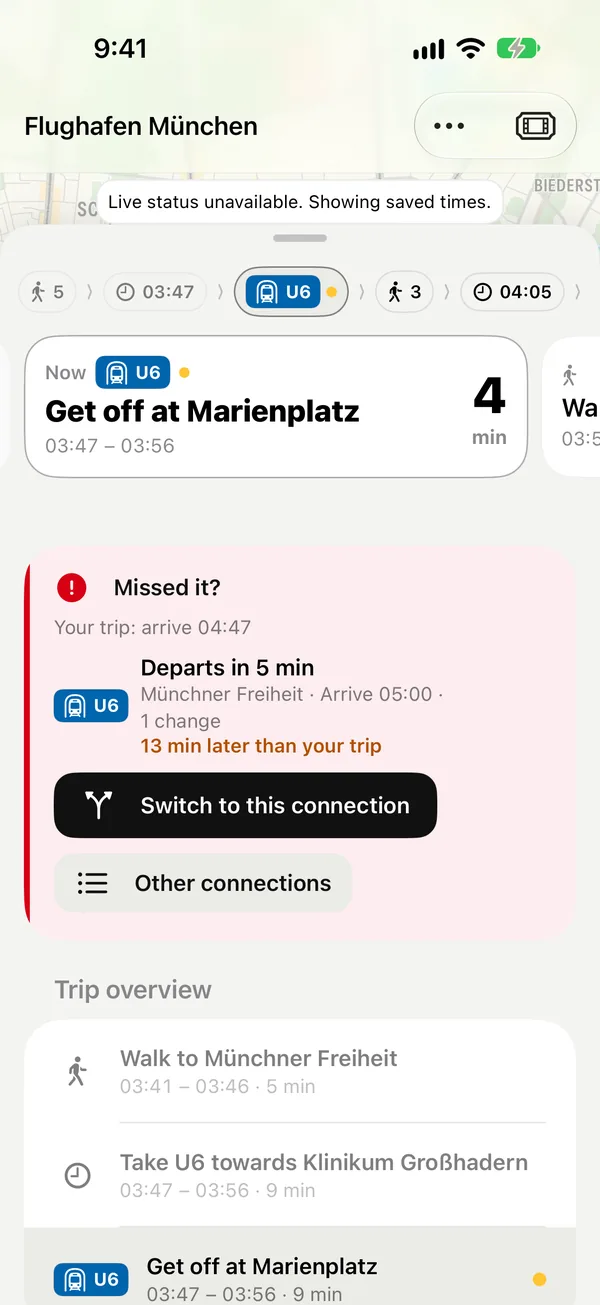 9:41
Flughafen München
BIEDERST
SC
Live status unavailable. Showing saved times.
5
03:47
U6
3
04:05
Now U6
Get off at Marienplatz
03:47 – 03:56
4
min
Wa
03:5
Missed it?
Your trip: arrive 04:47
Departs in 5 min
U6
Münchner Freiheit · Arrive 05:00 ·
1 change
13 min later than your trip
Switch to this connection
Other connections
Trip overview
Walk to Münchner Freiheit
03:41 – 03:46 · 5 min
Take U6 towards Klinikum Großhadern
03:47 – 03:56 · 9 min
U6
Get off at Marienplatz
03:47 – 03:56 · 9 min